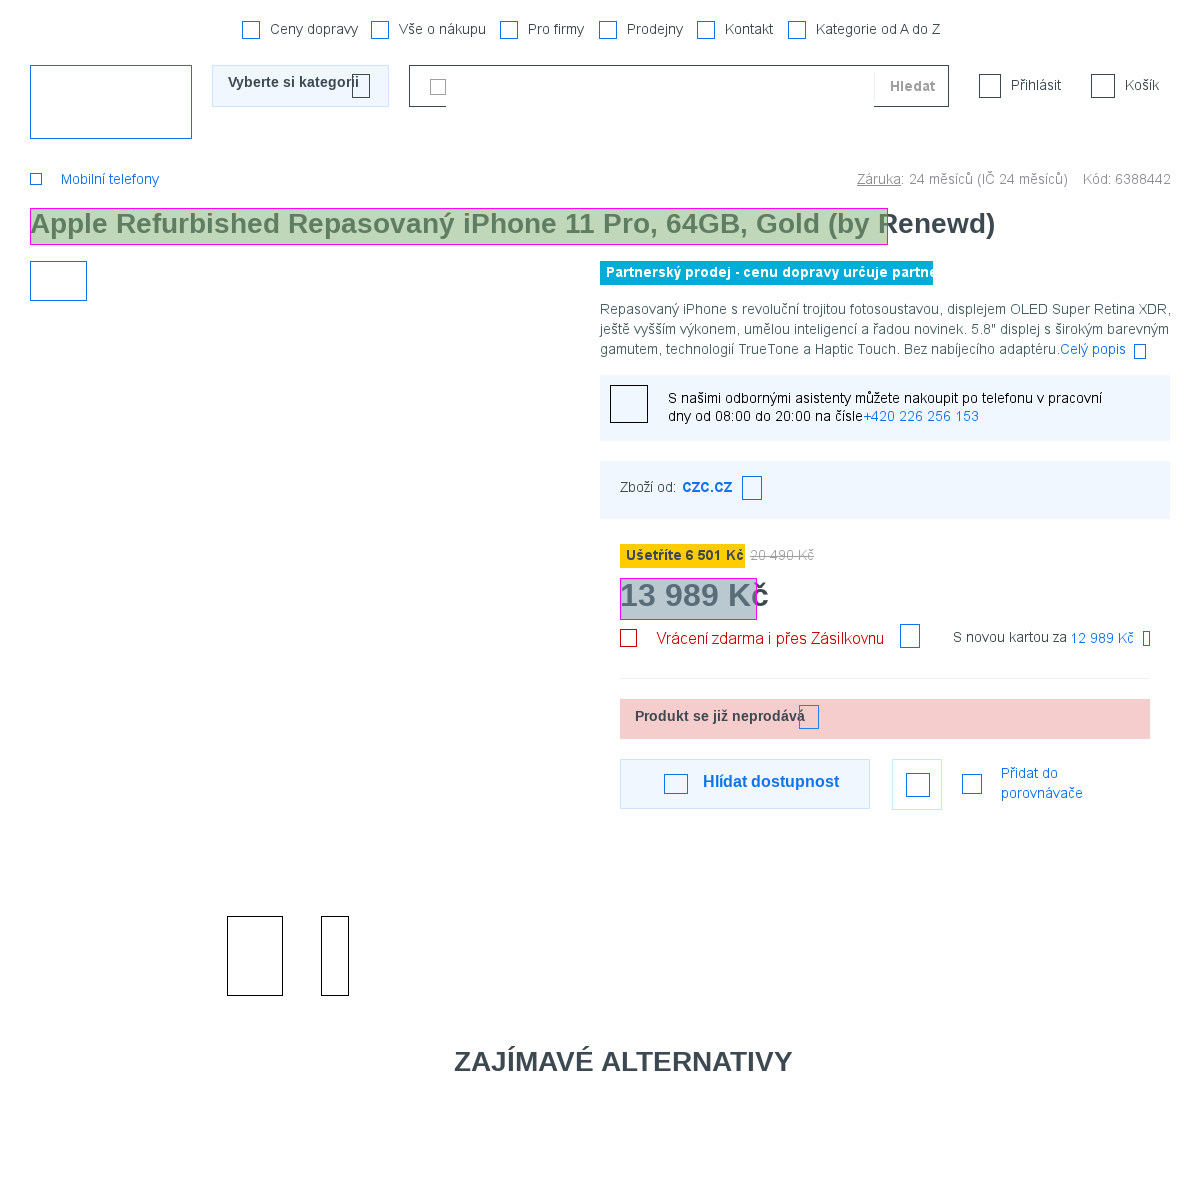 Ceny dopravy Vše o nákupu Pro firmy Prodejny Kontakt Kategorie od A do Z
Vyberte si kategorii Hledat Přihlásit Košík
Mobilní telefony Záruka: 24 měsíců (IČ 24 měsíců) Kód: 6388442
Apple Refurbished Repasovaný iPhone 11 Pro, 64GB, Gold (by Renewd)
Partnerský prodej - cenu dopravy určuje
Repasovaný iPhone s revoluční trojitou fotosoustavou, displejem OLED Super Retina XDR,
ještě vyšším výkonem, umělou inteligencí a řadou novinek. 5.8" displej s širokým barevným
gamutem, technologií TrueTone a Haptic Touch. Bez nabíjecího adaptéru.Celý popis
S našimi odbornými asistenty můžete nakoupit po telefonu v pracovní
dny od 08:00 do 20:00 na čísle+420 226 256 153
Zboží od: CZC.CZ
Ušetříte 6 501 Kč 20 490 Kč
13 989 Kč
Vrácení zdarma i přes Zásilkovnu S novou kartou za 12 989 Kč
Produkt se již neprodává
Hlídat dostupnost Přidat do
porovnávače
ZAJÍMAVÉ ALTERNATIVY